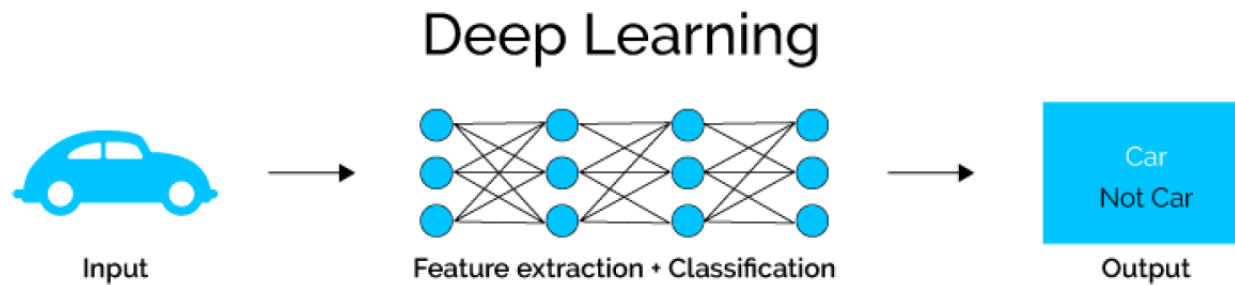 Deep Learning
Car
Not Car
Input
Feature extraction + Classification
Output